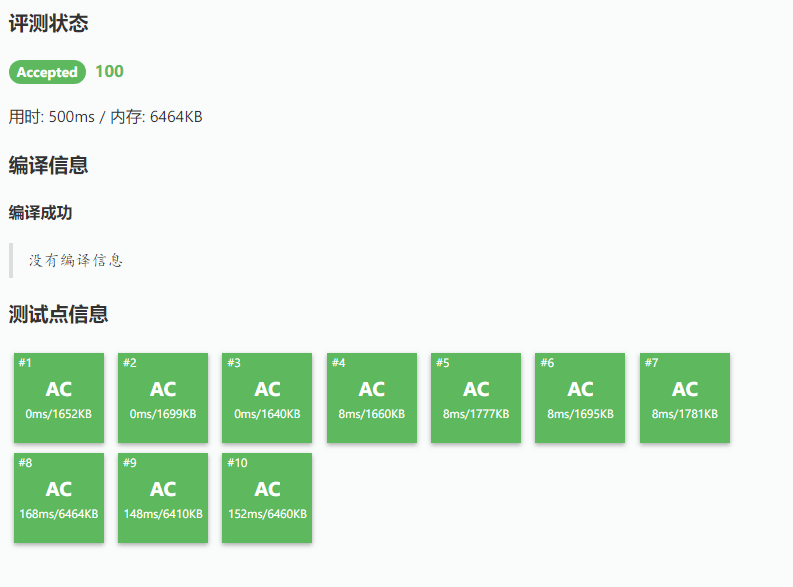 评测状态
Accepted 100
用时: 500ms / 内存: 6464KB
编译信息
编译成功
没有编译信息
测试点信息
#1 #2 #3 #4 #5 #6 #7
AC AC AC AC AC AC AC
0ms/1652KB 0ms/1699KB 0ms/1640KB 8ms/1660KB 8ms/1777KB 8ms/1695KB 8ms/1781KB
#8 #9 #10
AC AC AC
168ms/6464KB 148ms/6410KB 152ms/6460KB